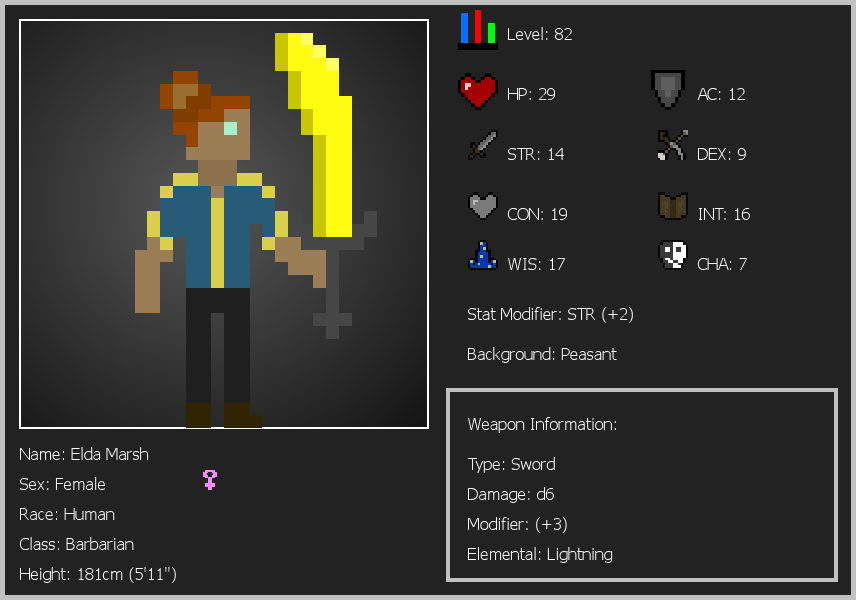 Level: 82
HP: 29
AC: 12
STR: 14
DEX: 9
CON: 19
INT: 16
WIS: 17
CHA: 7
Stat Modifier: STR (+2)
Background: Peasant
Weapon Information:
Type: Sword
Damage: d6
Modifier: (+3)
Elemental: Lightning
Name: Elda Marsh
Sex: Female
Race: Human
Class: Barbarian
Height: 181cm (5'11")